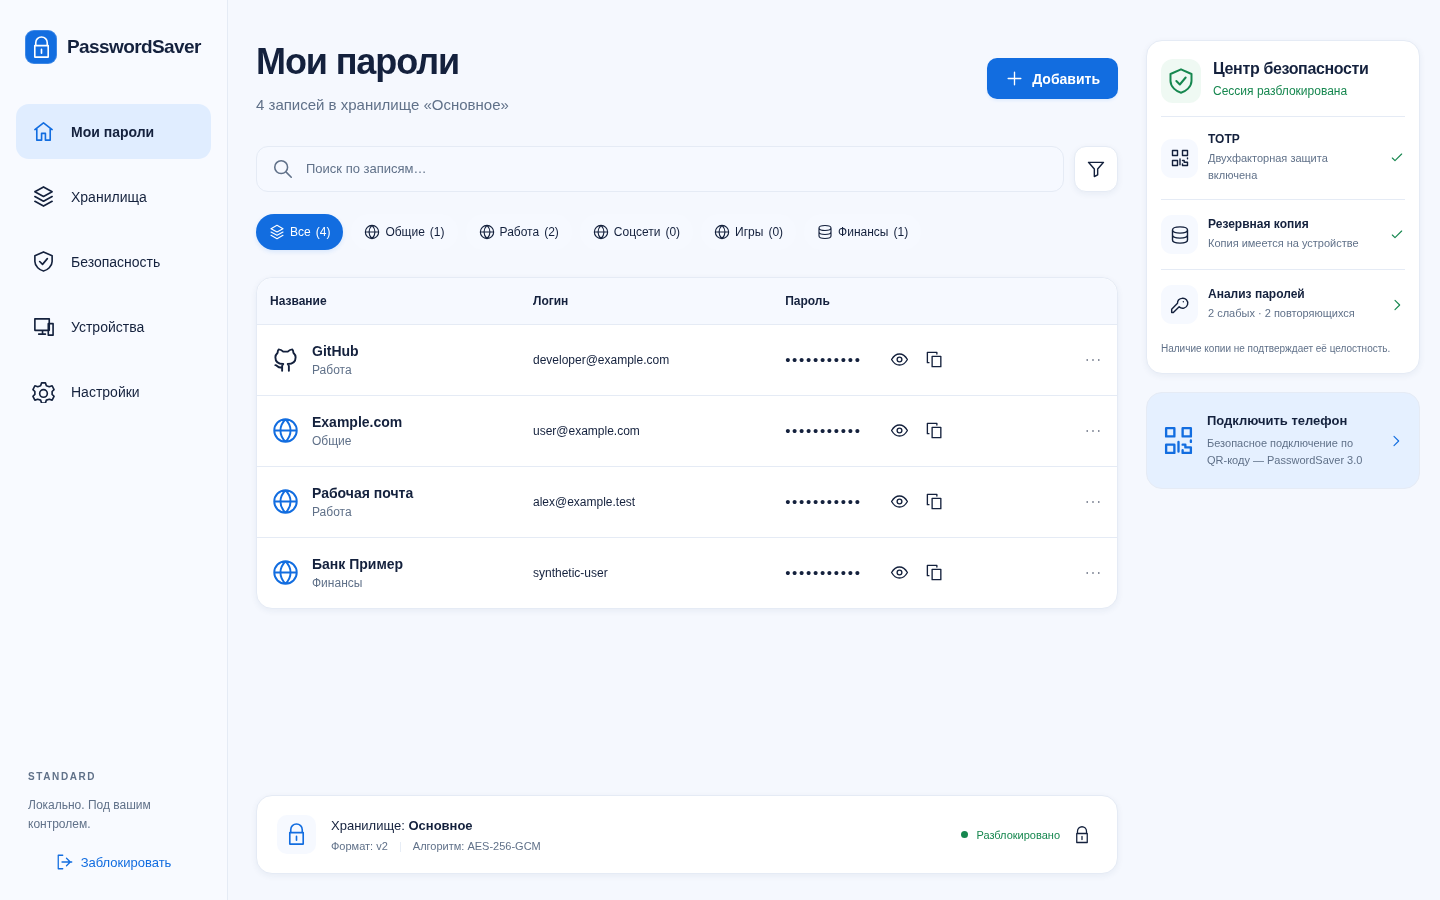 PasswordSaver
Мои пароли
Хранилища
Безопасность
Устройства
Настройки
STANDARD
Локально. Под вашим
контролем.
Заблокировать
Мои пароли
4 записей в хранилище «Основное»
Добавить
Поиск по записям…
Все (4) Общие (1) Работа (2) Соцсети (0) Игры (0) Финансы (1)
Название Логин Пароль
GitHub
Работа
developer@example.com
•••••••••••
Example.com
Общие
user@example.com
•••••••••••
Рабочая почта
Работа
alex@example.test
•••••••••••
Банк Пример
Финансы
synthetic-user
•••••••••••
Хранилище: Основное
Формат: v2 | Алгоритм: AES-256-GCM
Разблокировано
Центр безопасности
Сессия разблокирована
TOTP
Двухфакторная защита
включена
Резервная копия
Копия имеется на устройстве
Анализ паролей
2 слабых · 2 повторяющихся
Наличие копии не подтверждает её целостность.
Подключить телефон
Безопасное подключение по
QR-коду — PasswordSaver 3.0